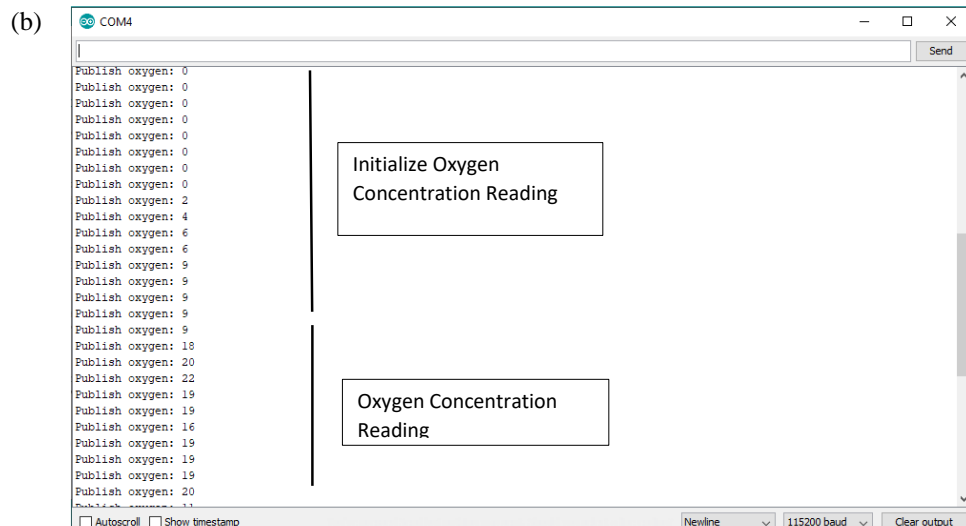 (b)
COM4
Send
Publish oxygen: 0
Publish oxygen: 0
Publish oxygen: 0
Publish oxygen: 0
Publish oxygen: 0
Publish oxygen: 0
Publish oxygen: 0
Publish oxygen: 0
Publish oxygen: 2
Publish oxygen: 4
Publish oxygen: 6
Publish oxygen: 6
Publish oxygen: 9
Publish oxygen: 9
Publish oxygen: 9
Publish oxygen: 9
Publish oxygen: 9
Publish oxygen: 18
Publish oxygen: 20
Publish oxygen: 22
Publish oxygen: 19
Publish oxygen: 19
Publish oxygen: 16
Publish oxygen: 19
Publish oxygen: 19
Publish oxygen: 19
Publish oxygen: 20
Publish oxygen: 11
Initialize Oxygen
Concentration Reading
Oxygen Concentration
Reading
Autoscroll Show timestamp
Newline
115200 baud
Clear output